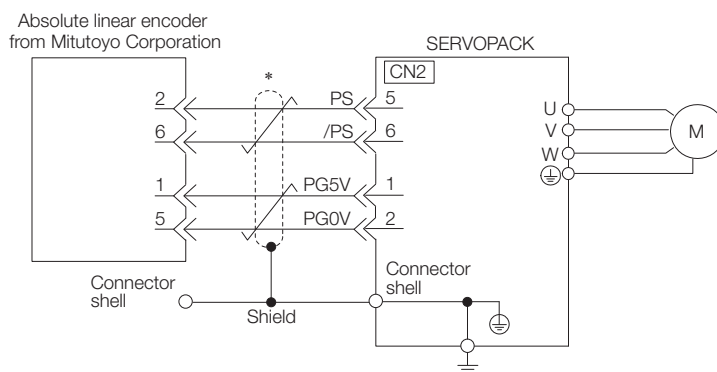 Absolute linear encoder
from Mitutoyo Corporation
SERVOPACK
*
CN2
2 PS 5
6 /PS 6
1 PG5V 1
5 PG0V 2
U
V
W
M
Connector
shell
Shield
Connector
shell